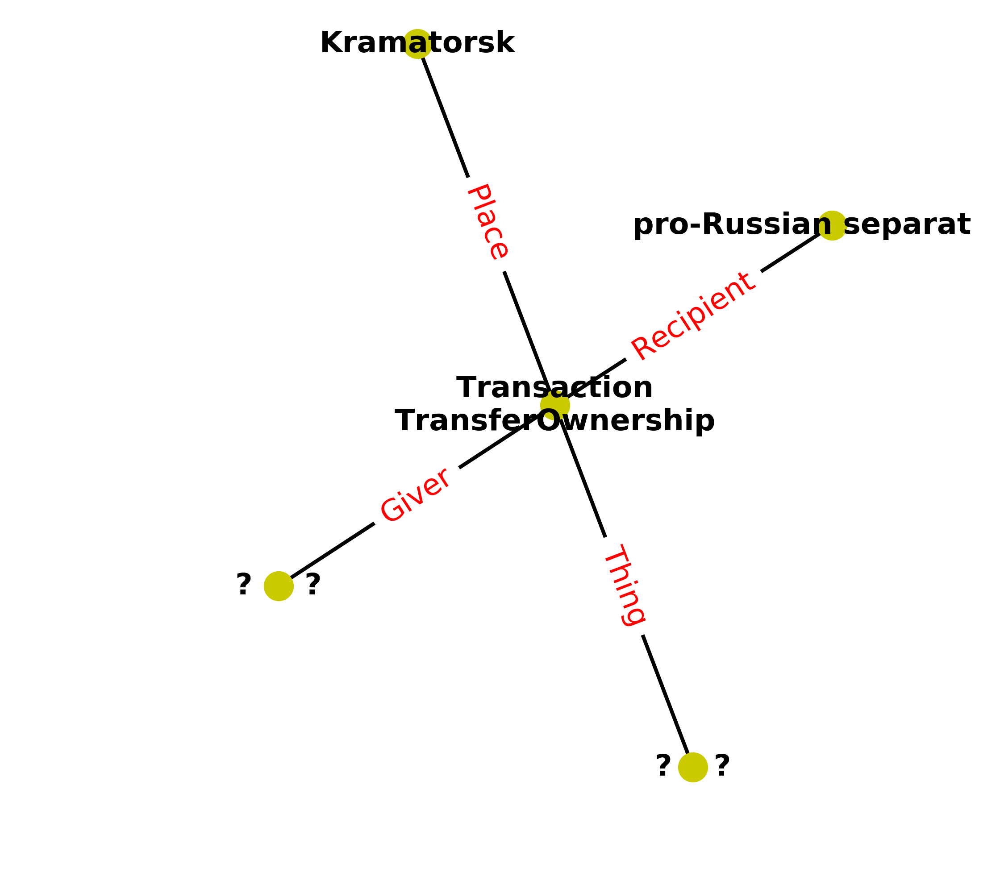 Kramatorsk
Place
pro-Russian separat
Recipient
Transaction
TransferOwnership
Giver
? ?
Thing
? ?